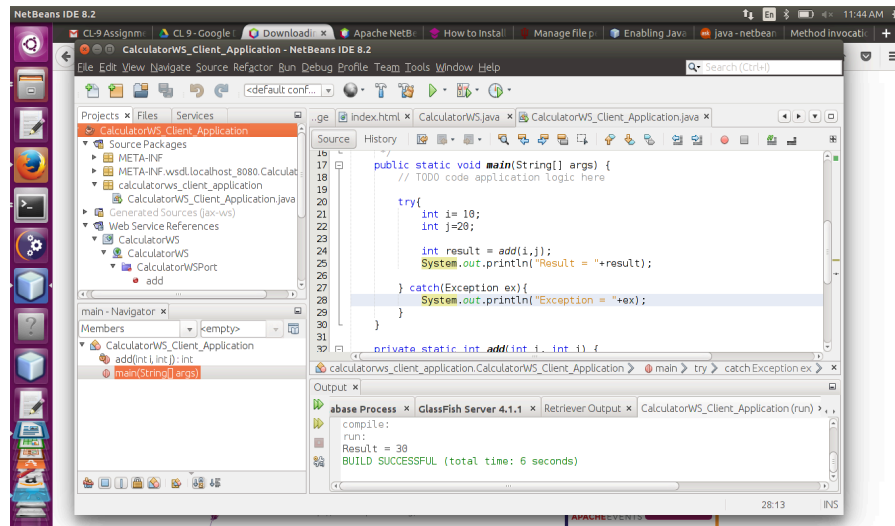 NetBeans IDE 8.2
En
11:44 AM
CL-9 Assignme
CL 9 - Google
Downloadin
Apache NetBe
How to Install
Manage file p
Enabling Java
java - netbean
Method invocatio
CalculatorWS_Client_Application - NetBeans IDE 8.2
File Edit View Navigate Source Refactor Run Debug Profile Team Tools Window Help
Search (Ctrl+I)
<default conf...
Projects
Files
Services
...ge
index.html
CalculatorWS.java
CalculatorWS_Client_Application.java
CalculatorWS_Client_Application
Source Packages
META-INF
META-INF.wsdl.localhost_8080.Calculat
calculatorws_client_application
CalculatorWS_Client_Application.java
Generated Sources (jax-ws)
Web Service References
CalculatorWS
CalculatorWS
CalculatorWSPort
add
Source
History
16 */
17 public static void main(String[] args) {
18 // TODO code application logic here
19
20 try{
21 int i= 10;
22 int j=20;
23
24 int result = add(i,j);
25 System.out.println("Result = "+result);
26
27 } catch(Exception ex){
28 System.out.println("Exception = "+ex);
29 }
30 }
31
32 private static int add(int i, int j) {
main - Navigator
Members
<empty>
CalculatorWS_Client_Application
add(int i, int j) : int
main(String[] args)
calculatorws_client_application.CalculatorWS_Client_Application
main
try
catch Exception ex
Output
abase Process
GlassFish Server 4.1.1
Retriever Output
CalculatorWS_Client_Application (run)
compile:
run:
Result = 30
BUILD SUCCESSFUL (total time: 6 seconds)
28:13
INS
APACHE EVENTS